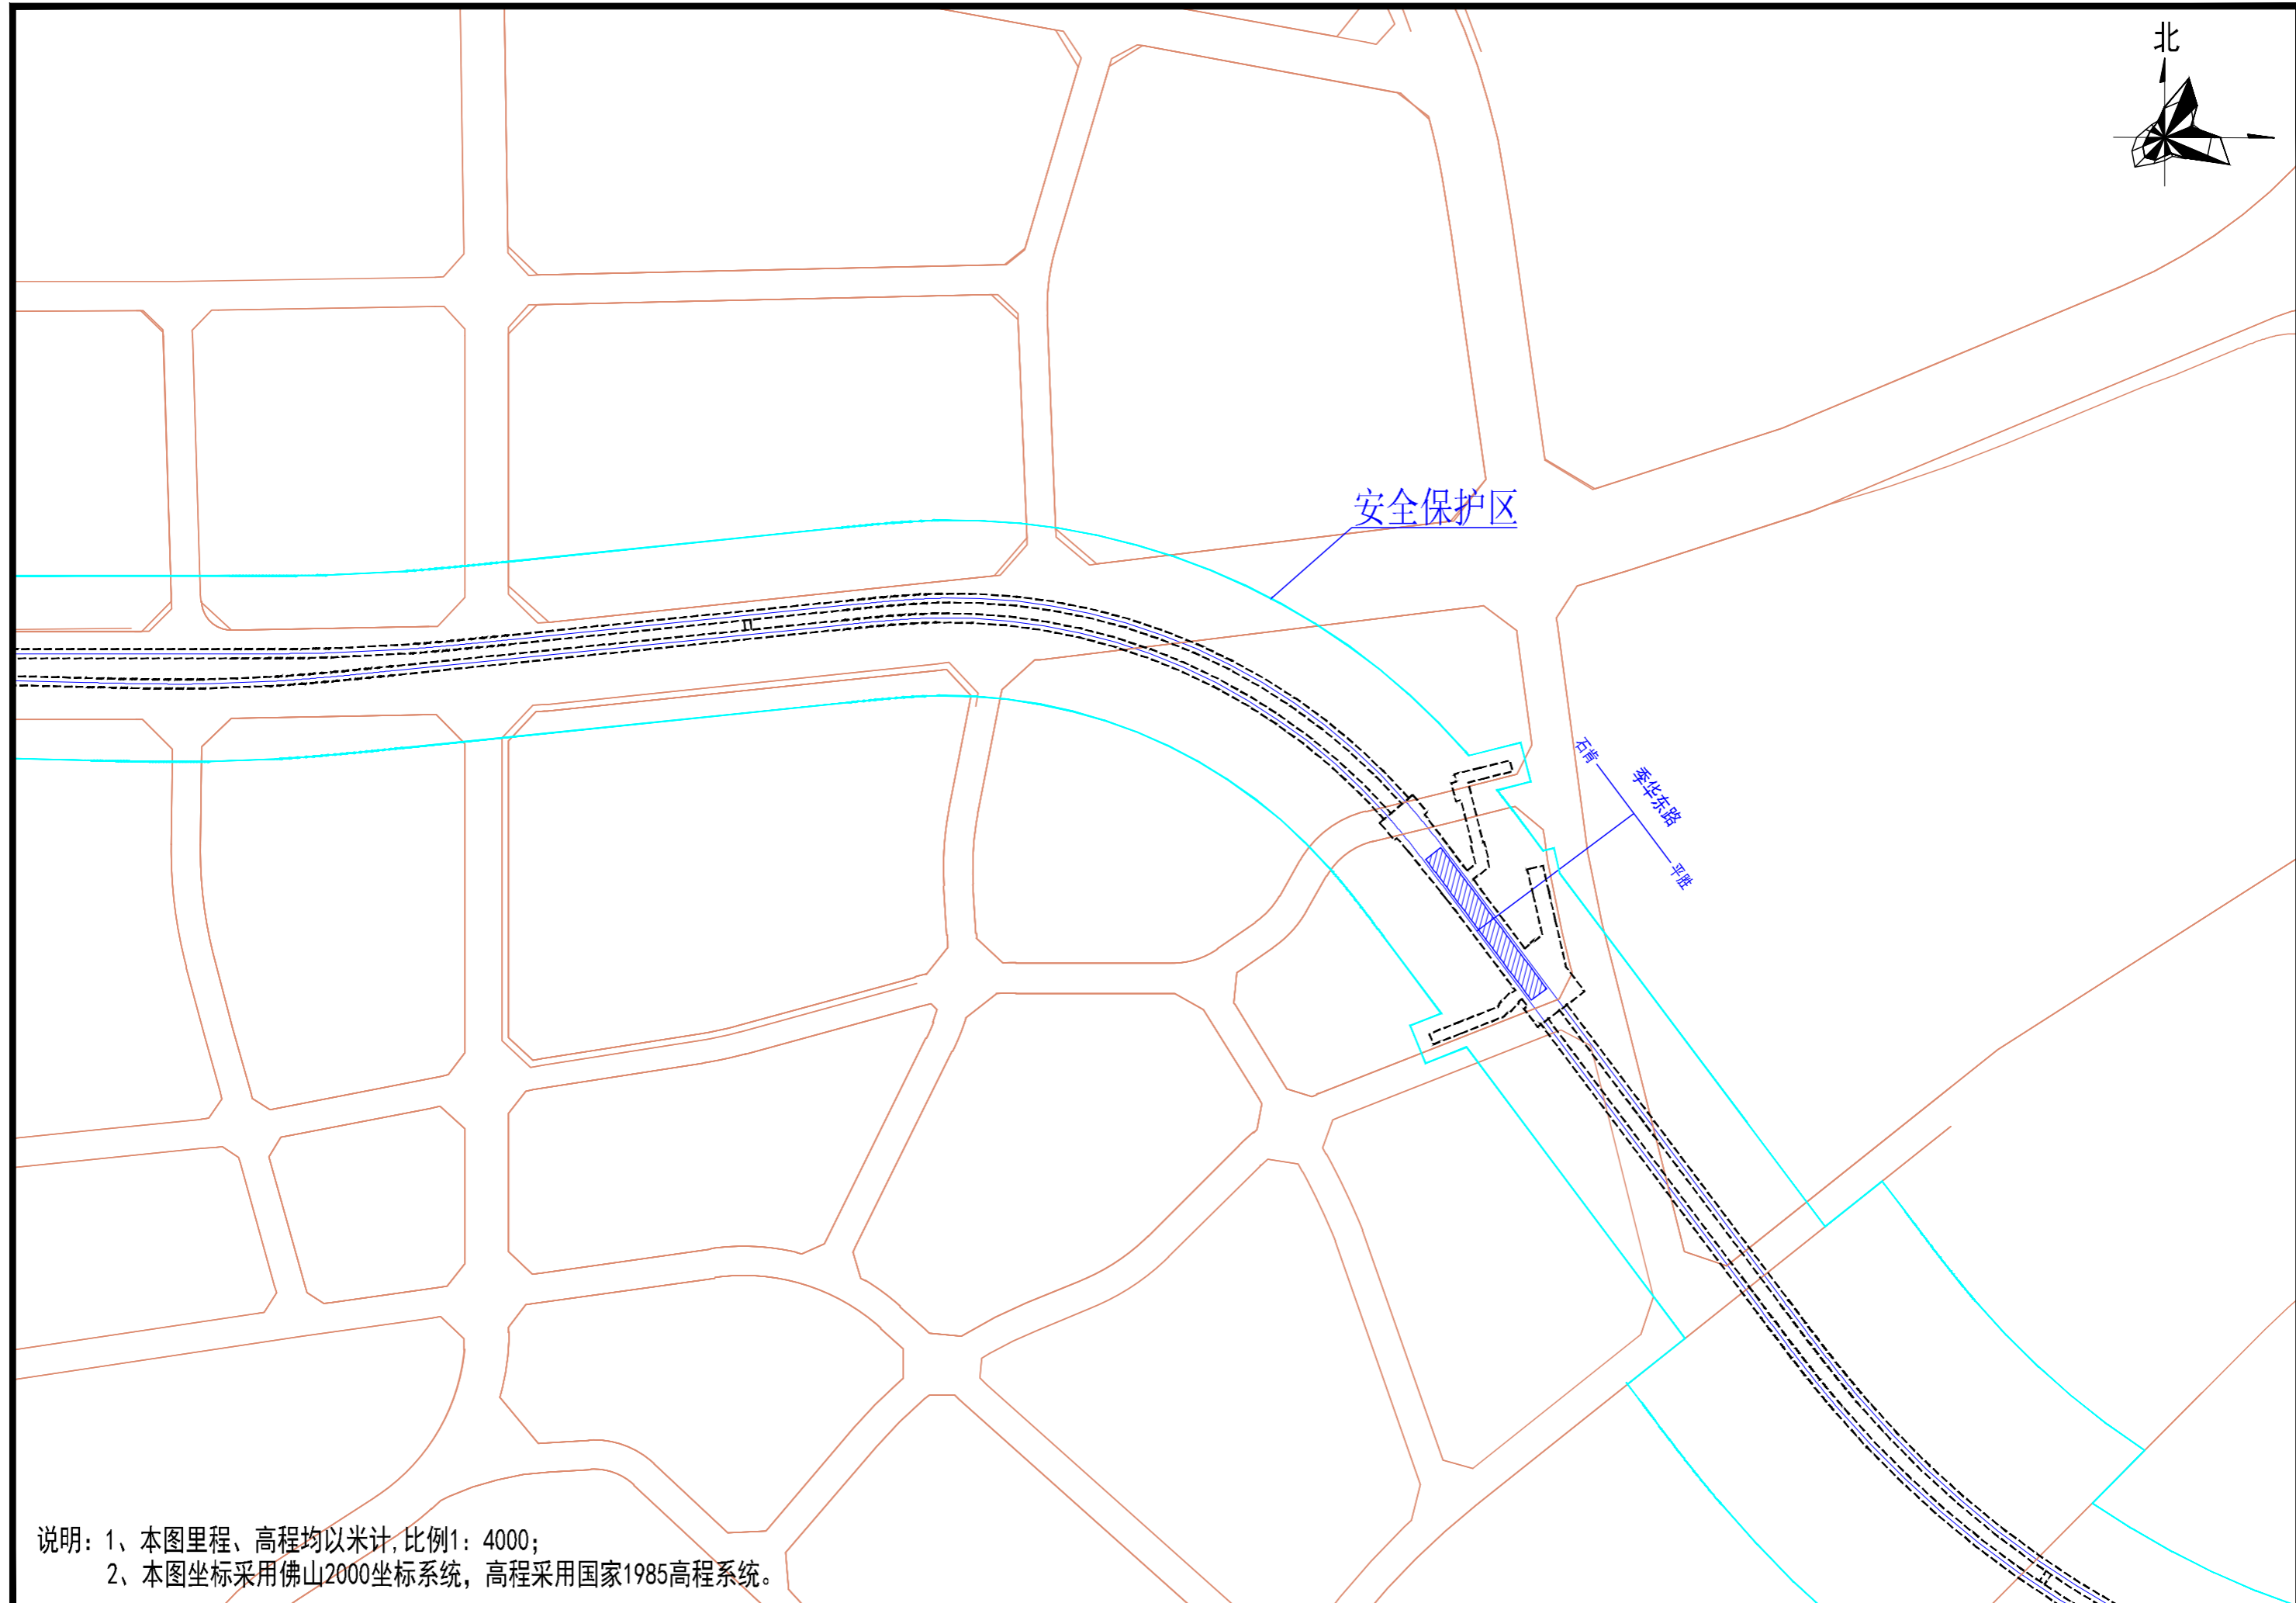 北
安全保护区
石肯
季华东路
平胜
说明：1、本图里程、高程均以米计,比例1：4000；
2、本图坐标采用佛山2000坐标系统，高程采用国家1985高程系统。